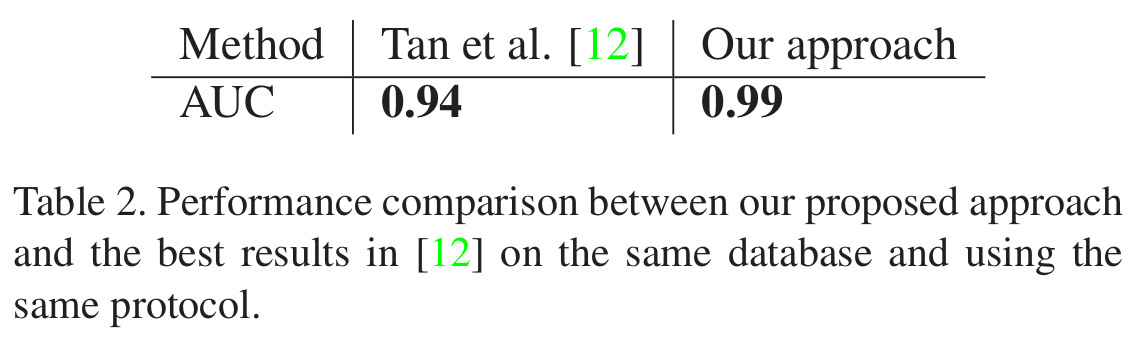 Method Tan et al. [12] Our approach
AUC 0.94 0.99
Table 2. Performance comparison between our proposed approach
and the best results in [12] on the same database and using the
same protocol.